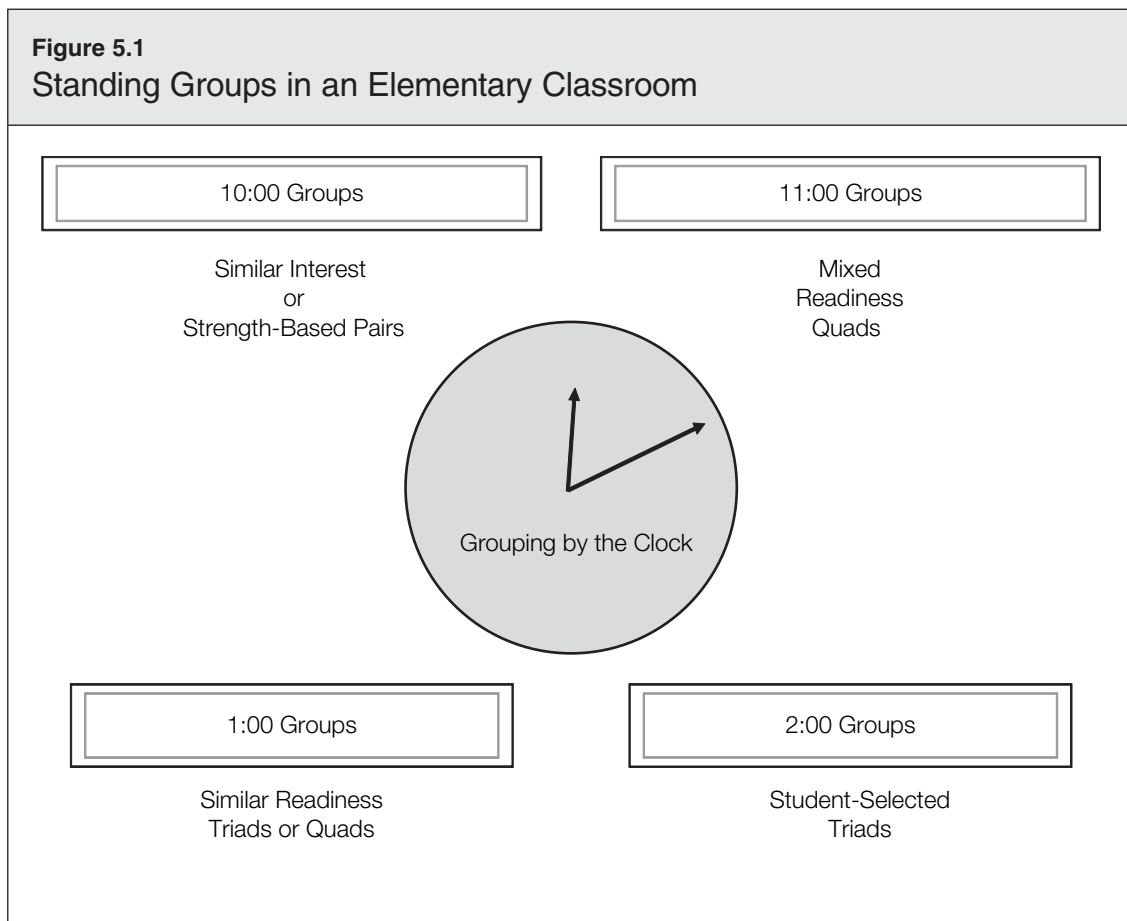 Figure 5.1
Standing Groups in an Elementary Classroom
10:00 Groups
Similar Interest
or
Strength-Based Pairs
11:00 Groups
Mixed
Readiness
Quads
Grouping by the Clock
1:00 Groups
Similar Readiness
Triads or Quads
2:00 Groups
Student-Selected
Triads